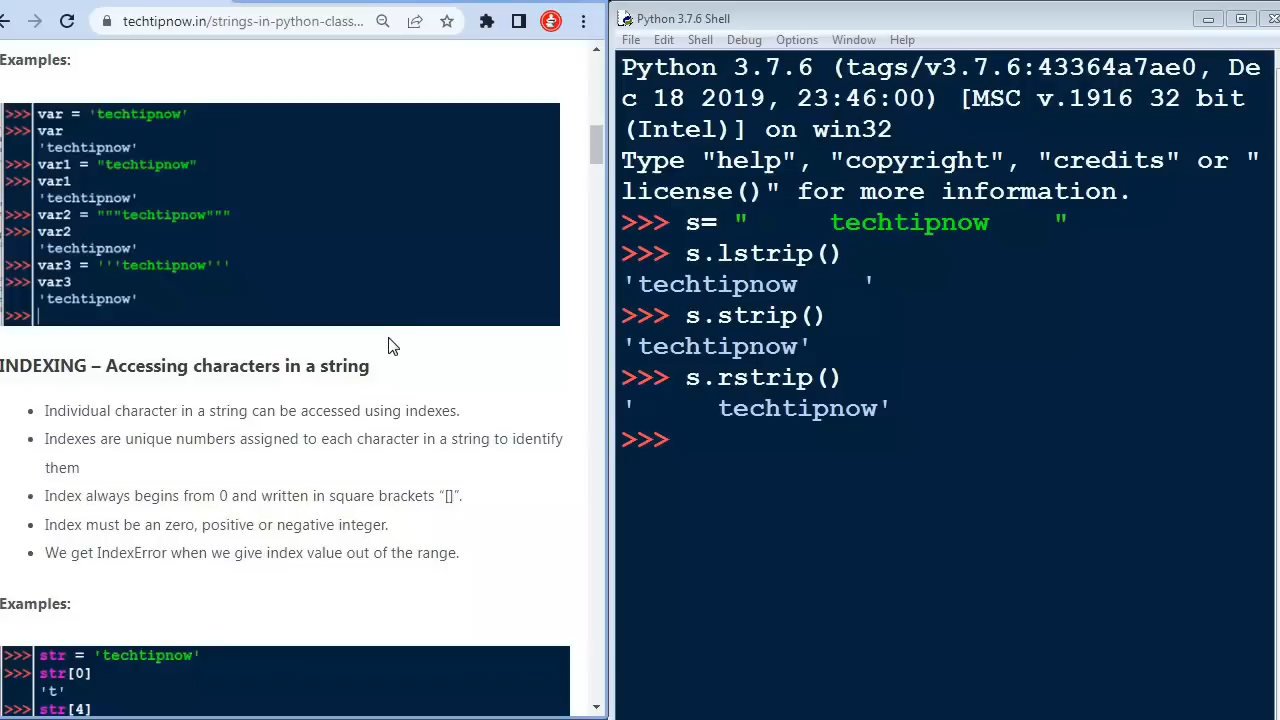 techtipnow.in/strings-in-python-class...
Examples:
>>> var = 'techtipnow'
>>> var
'techtipnow'
>>> var1 = "techtipnow"
>>> var1
'techtipnow'
>>> var2 = """techtipnow"""
>>> var2
'techtipnow'
>>> var3 = '''techtipnow'''
>>> var3
'techtipnow'
>>>
INDEXING – Accessing characters in a string
• Individual character in a string can be accessed using indexes.
• Indexes are unique numbers assigned to each character in a string to identify
them
• Index always begins from 0 and written in square brackets “[]”.
• Index must be an zero, positive or negative integer.
• We get IndexError when we give index value out of the range.
Examples:
>>> str = 'techtipnow'
>>> str[0]
't'
>>> str[4]
Python 3.7.6 Shell
File Edit Shell Debug Options Window Help
Python 3.7.6 (tags/v3.7.6:43364a7ae0, De
c 18 2019, 23:46:00) [MSC v.1916 32 bit
(Intel)] on win32
Type "help", "copyright", "credits" or "
license()" for more information.
>>> s= "     techtipnow    "
>>> s.lstrip()
'techtipnow    '
>>> s.strip()
'techtipnow'
>>> s.rstrip()
'     techtipnow'
>>>